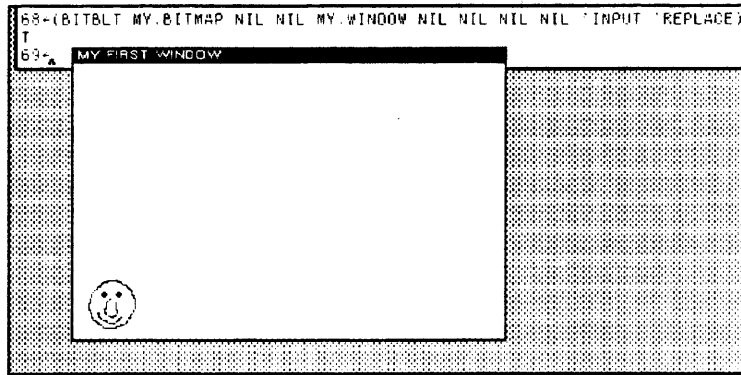 68←(BITBLT MY.BITMAP NIL NIL MY.WINDOW NIL NIL NIL NIL 'INPUT 'REPLACE)
T
69←
MY FIRST WINDOW